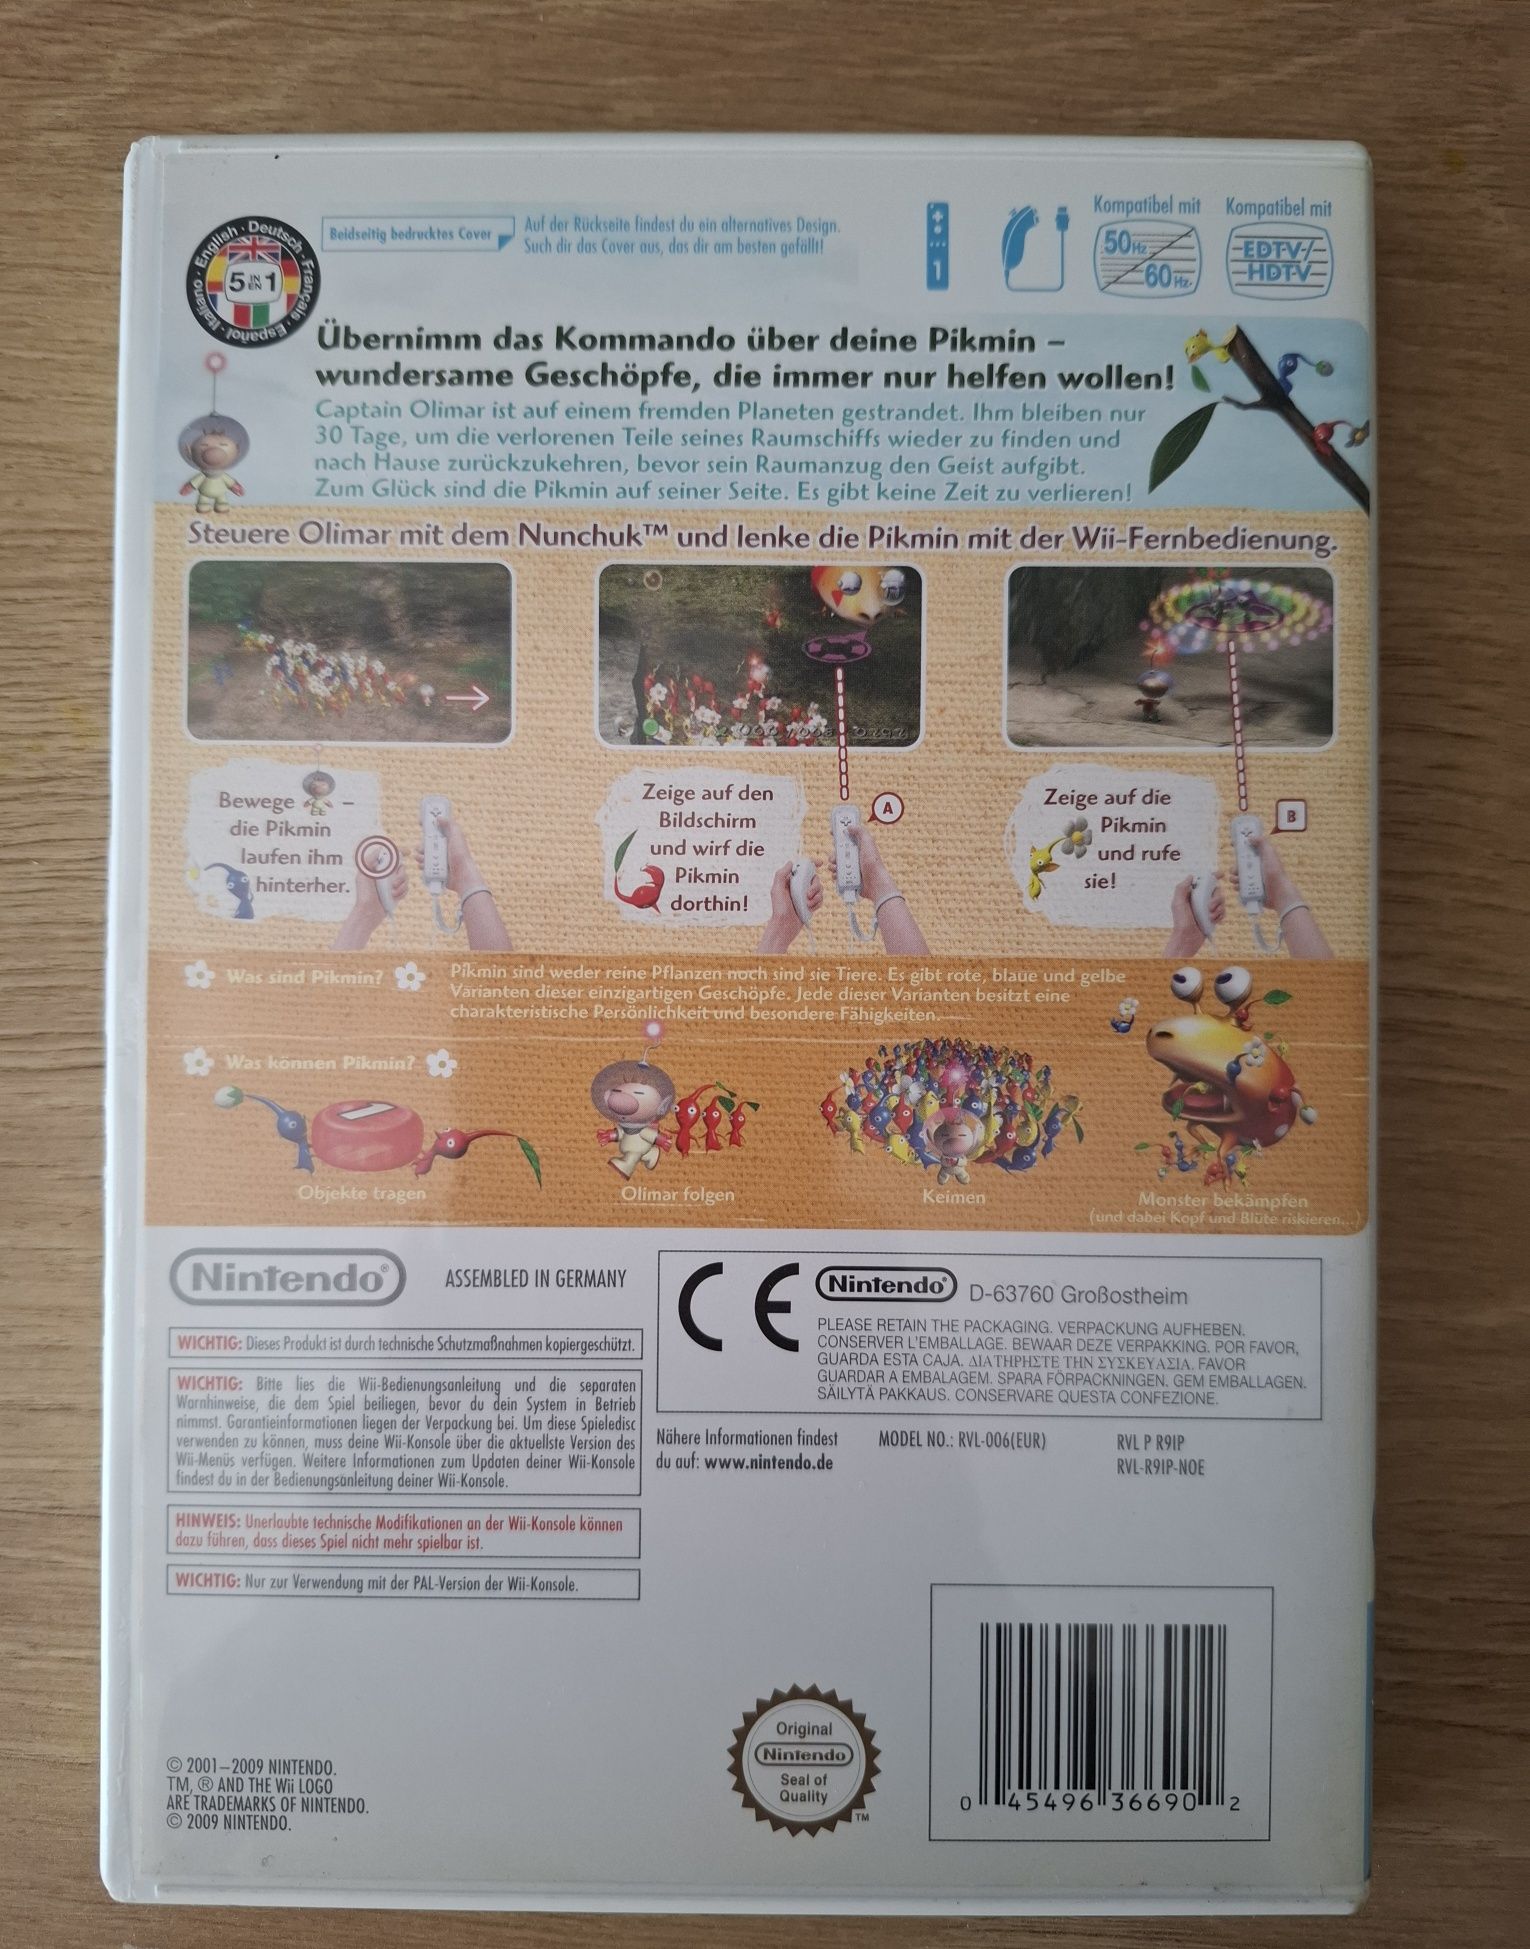 English · Deutsch · Français · Español · Italiano
5 IN EN 1
Beidseitig bedrucktes Cover
Auf der Rückseite findest du ein alternatives Design.
Such dir das Cover aus, das dir am besten gefällt!
1
Kompatibel mit
50Hz
60Hz
Kompatibel mit
EDTV/
HDTV
Übernimm das Kommando über deine Pikmin –
wundersame Geschöpfe, die immer nur helfen wollen!
Captain Olimar ist auf einem fremden Planeten gestrandet. Ihm bleiben nur
30 Tage, um die verlorenen Teile seines Raumschiffs wieder zu finden und
nach Hause zurückzukehren, bevor sein Raumanzug den Geist aufgibt.
Zum Glück sind die Pikmin auf seiner Seite. Es gibt keine Zeit zu verlieren!
Steuere Olimar mit dem Nunchuk™ und lenke die Pikmin mit der Wii-Fernbedienung.
Bewege –
die Pikmin
laufen ihm
hinterher.
Zeige auf den
Bildschirm
und wirf die
Pikmin
dorthin!
A
Zeige auf die
Pikmin
und rufe
sie!
B
Was sind Pikmin?
Pikmin sind weder reine Pflanzen noch sind sie Tiere. Es gibt rote, blaue und gelbe
Varianten dieser einzigartigen Geschöpfe. Jede dieser Varianten besitzt eine
charakteristische Persönlichkeit und besondere Fähigkeiten.
Was können Pikmin?
1
Objekte tragen
Olimar folgen
Keimen
Monster bekämpfen
(und dabei Kopf und Blüte riskieren...)
Nintendo®
ASSEMBLED IN GERMANY
WICHTIG: Dieses Produkt ist durch technische Schutzmaßnahmen kopiergeschützt.
WICHTIG: Bitte lies die Wii-Bedienungsanleitung und die separaten
Warnhinweise, die dem Spiel beiliegen, bevor du dein System in Betrieb
nimmst. Garantieinformationen liegen der Verpackung bei. Um diese Spieledisc
verwenden zu können, muss deine Wii-Konsole über die aktuellste Version des
Wii-Menüs verfügen. Weitere Informationen zum Updaten deiner Wii-Konsole
findest du in der Bedienungsanleitung deiner Wii-Konsole.
HINWEIS: Unerlaubte technische Modifikationen an der Wii-Konsole können
dazu führen, dass dieses Spiel nicht mehr spielbar ist.
WICHTIG: Nur zur Verwendung mit der PAL-Version der Wii-Konsole.
CE
Nintendo® D-63760 Großostheim
PLEASE RETAIN THE PACKAGING. VERPACKUNG AUFHEBEN.
CONSERVER L'EMBALLAGE. BEWAAR DEZE VERPAKKING. POR FAVOR,
GUARDA ESTA CAJA. ΔΙΑΤΗΡΗΣΤΕ ΤΗΝ ΣΥΣΚΕΥΑΣΙΑ. FAVOR
GUARDAR A EMBALAGEM. SPARA FÖRPACKNINGEN. GEM EMBALLAGEN.
SÄILYTÄ PAKKAUS. CONSERVARE QUESTA CONFEZIONE.
Nähere Informationen findest
du auf: www.nintendo.de
MODEL NO.: RVL-006(EUR)
RVL P R9IP
RVL-R9IP-NOE
© 2001–2009 NINTENDO.
TM, ® AND THE Wii LOGO
ARE TRADEMARKS OF NINTENDO.
© 2009 NINTENDO.
Original
Nintendo
Seal of
Quality
TM
0 45496 36690 2